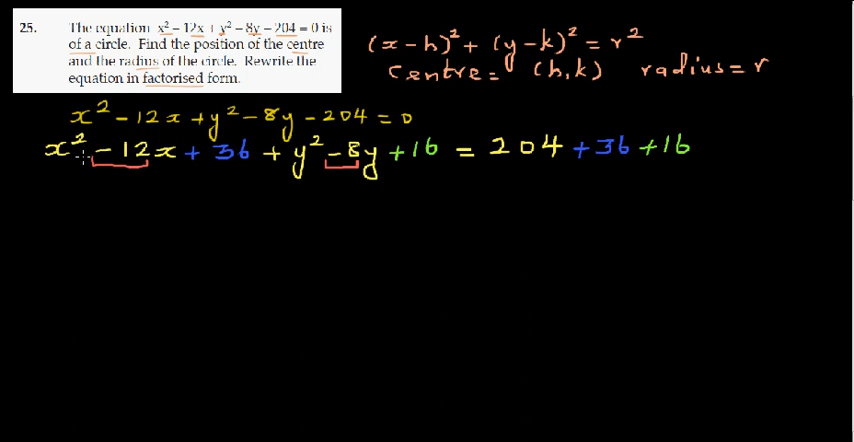 25. The equation x² – 12x + y² – 8y – 204 = 0 is
of a circle. Find the position of the centre
and the radius of the circle. Rewrite the
equation in factorised form.
(x - h)² + (y - k)² = r²
centre = (h, k) radius = r
x² - 12x + y² - 8y - 204 = 0
x² - 12x + 36 + y² - 8y + 16 = 204 + 36 + 16